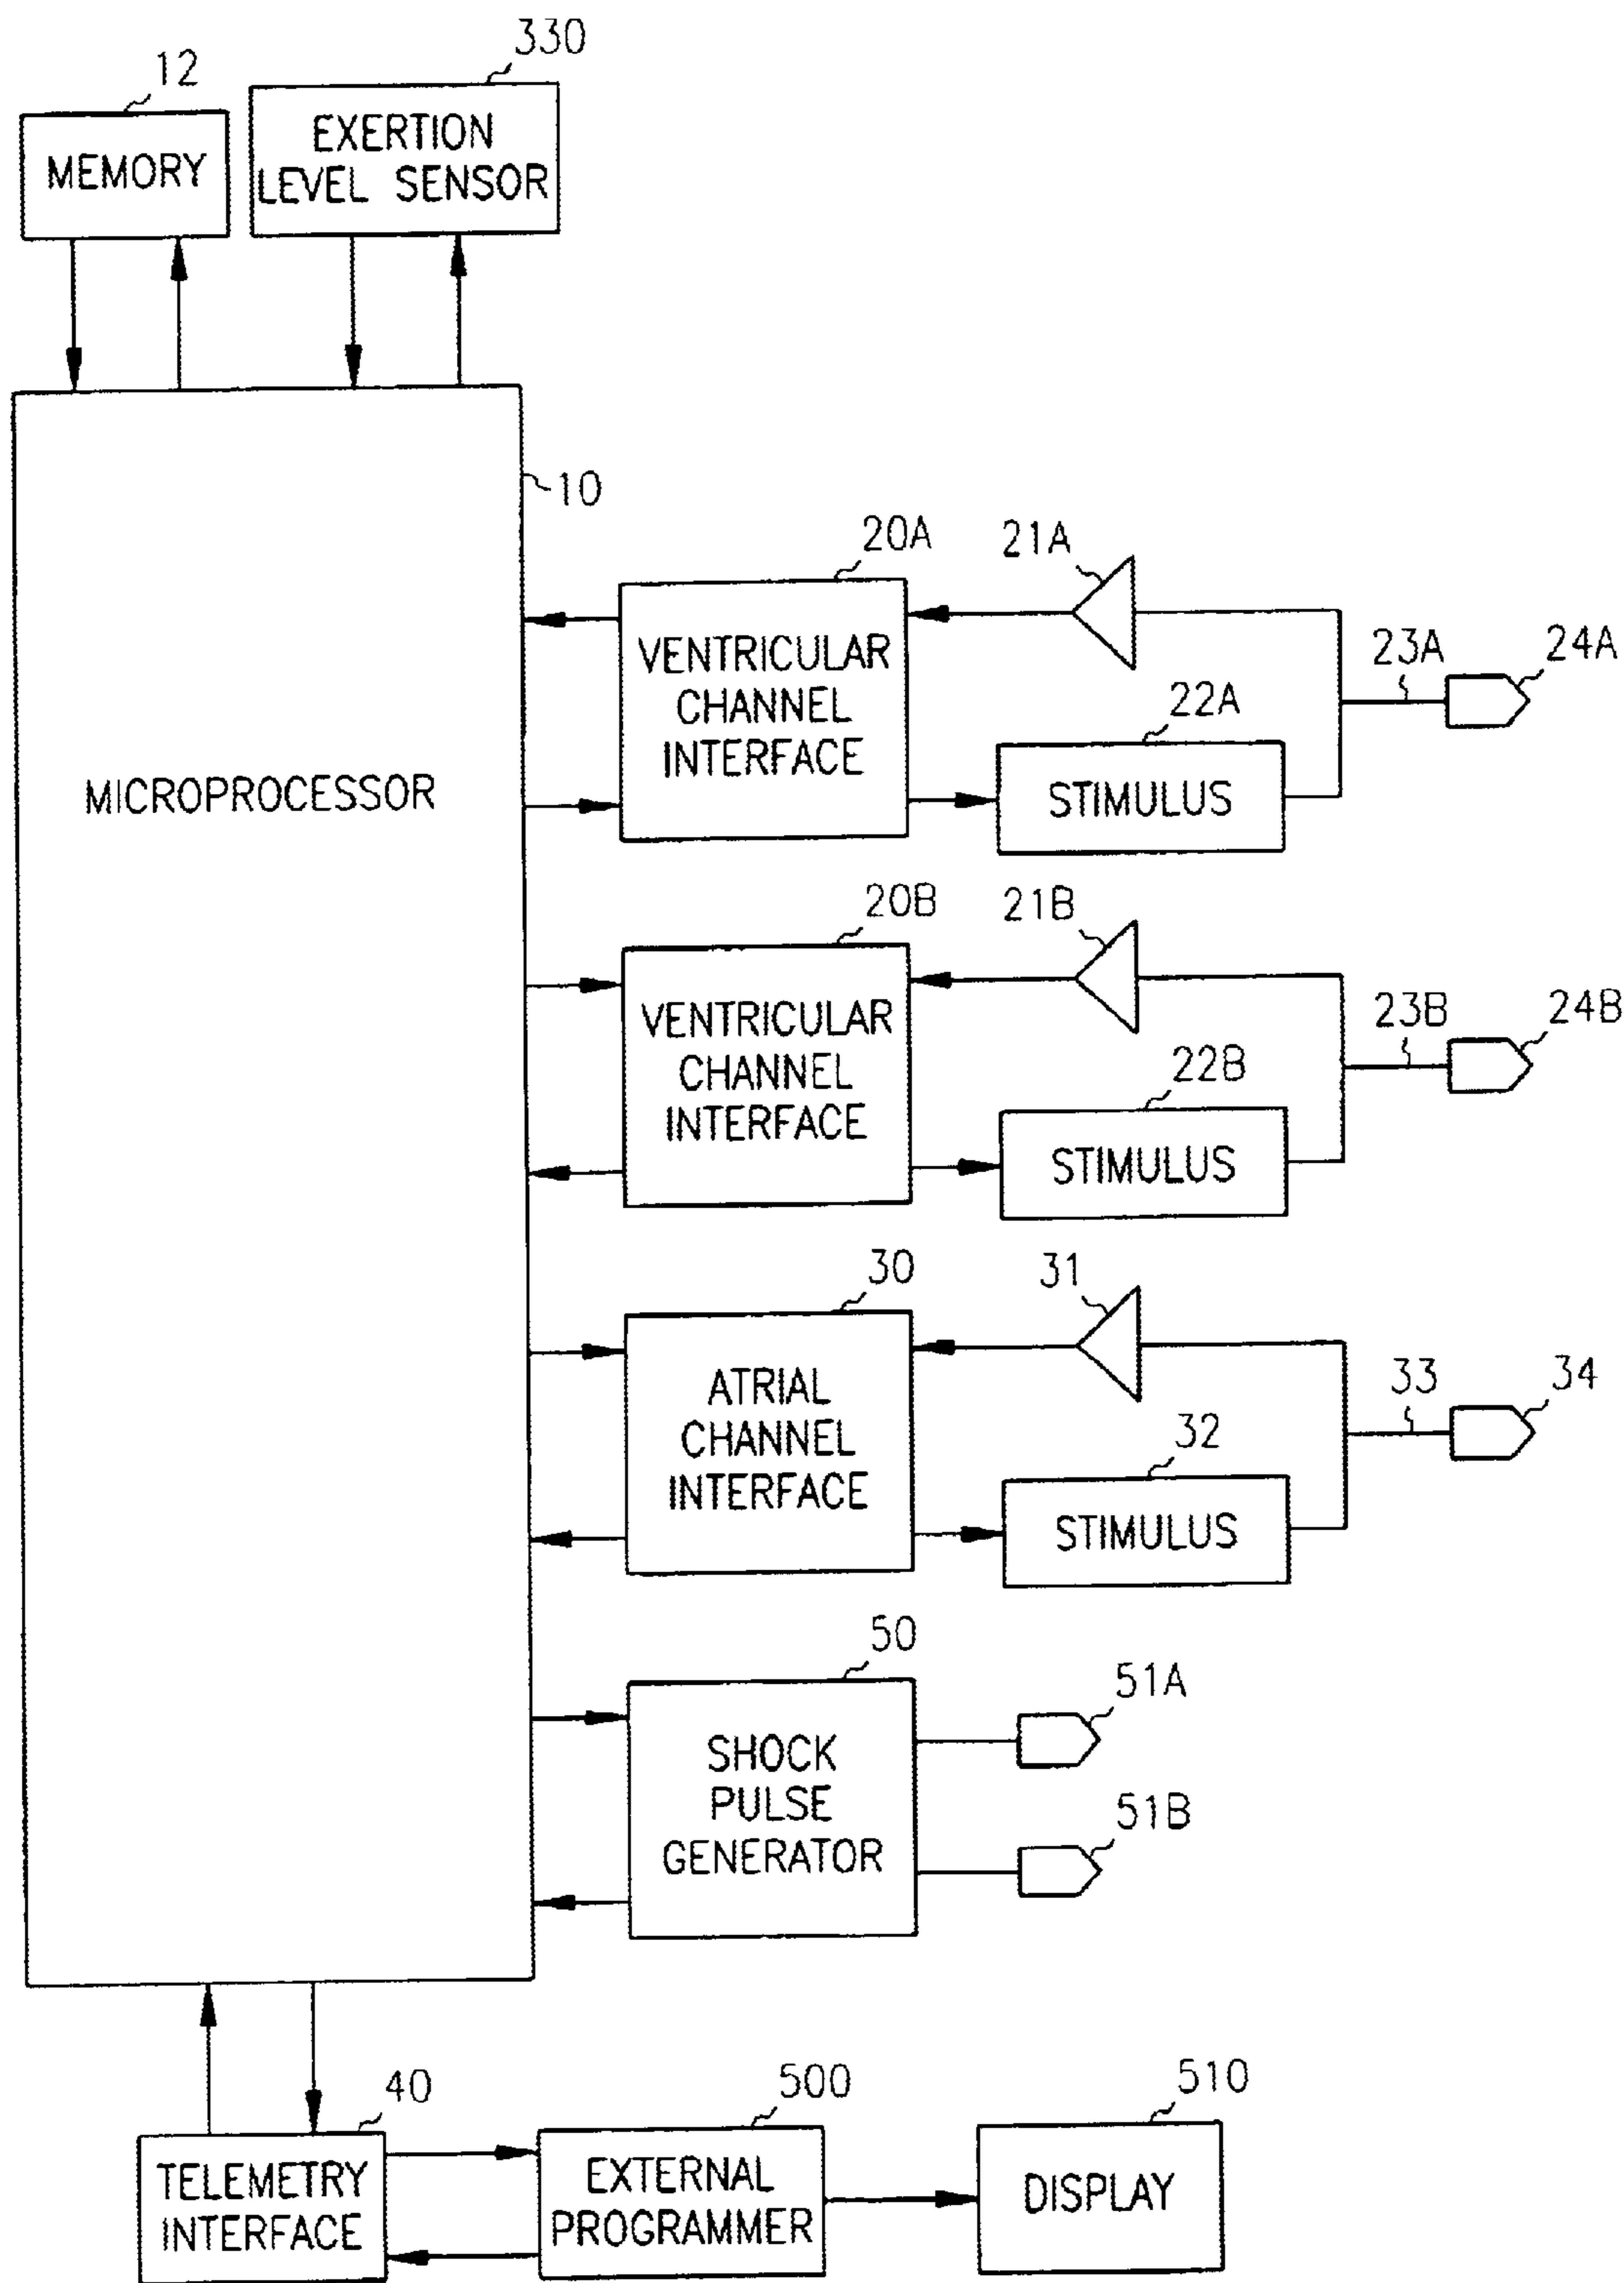 330
12
EXERTION
LEVEL SENSOR
MEMORY
10
20A
21A
VENTRICULAR
CHANNEL
INTERFACE
23A
24A
22A
MICROPROCESSOR
STIMULUS
20B
21B
VENTRICULAR
CHANNEL
INTERFACE
23B
24B
22B
STIMULUS
30
31
ATRIAL
CHANNEL
INTERFACE
33
34
32
STIMULUS
50
51A
SHOCK
PULSE
GENERATOR
51B
40
500
510
TELEMETRY
INTERFACE
EXTERNAL
PROGRAMMER
DISPLAY